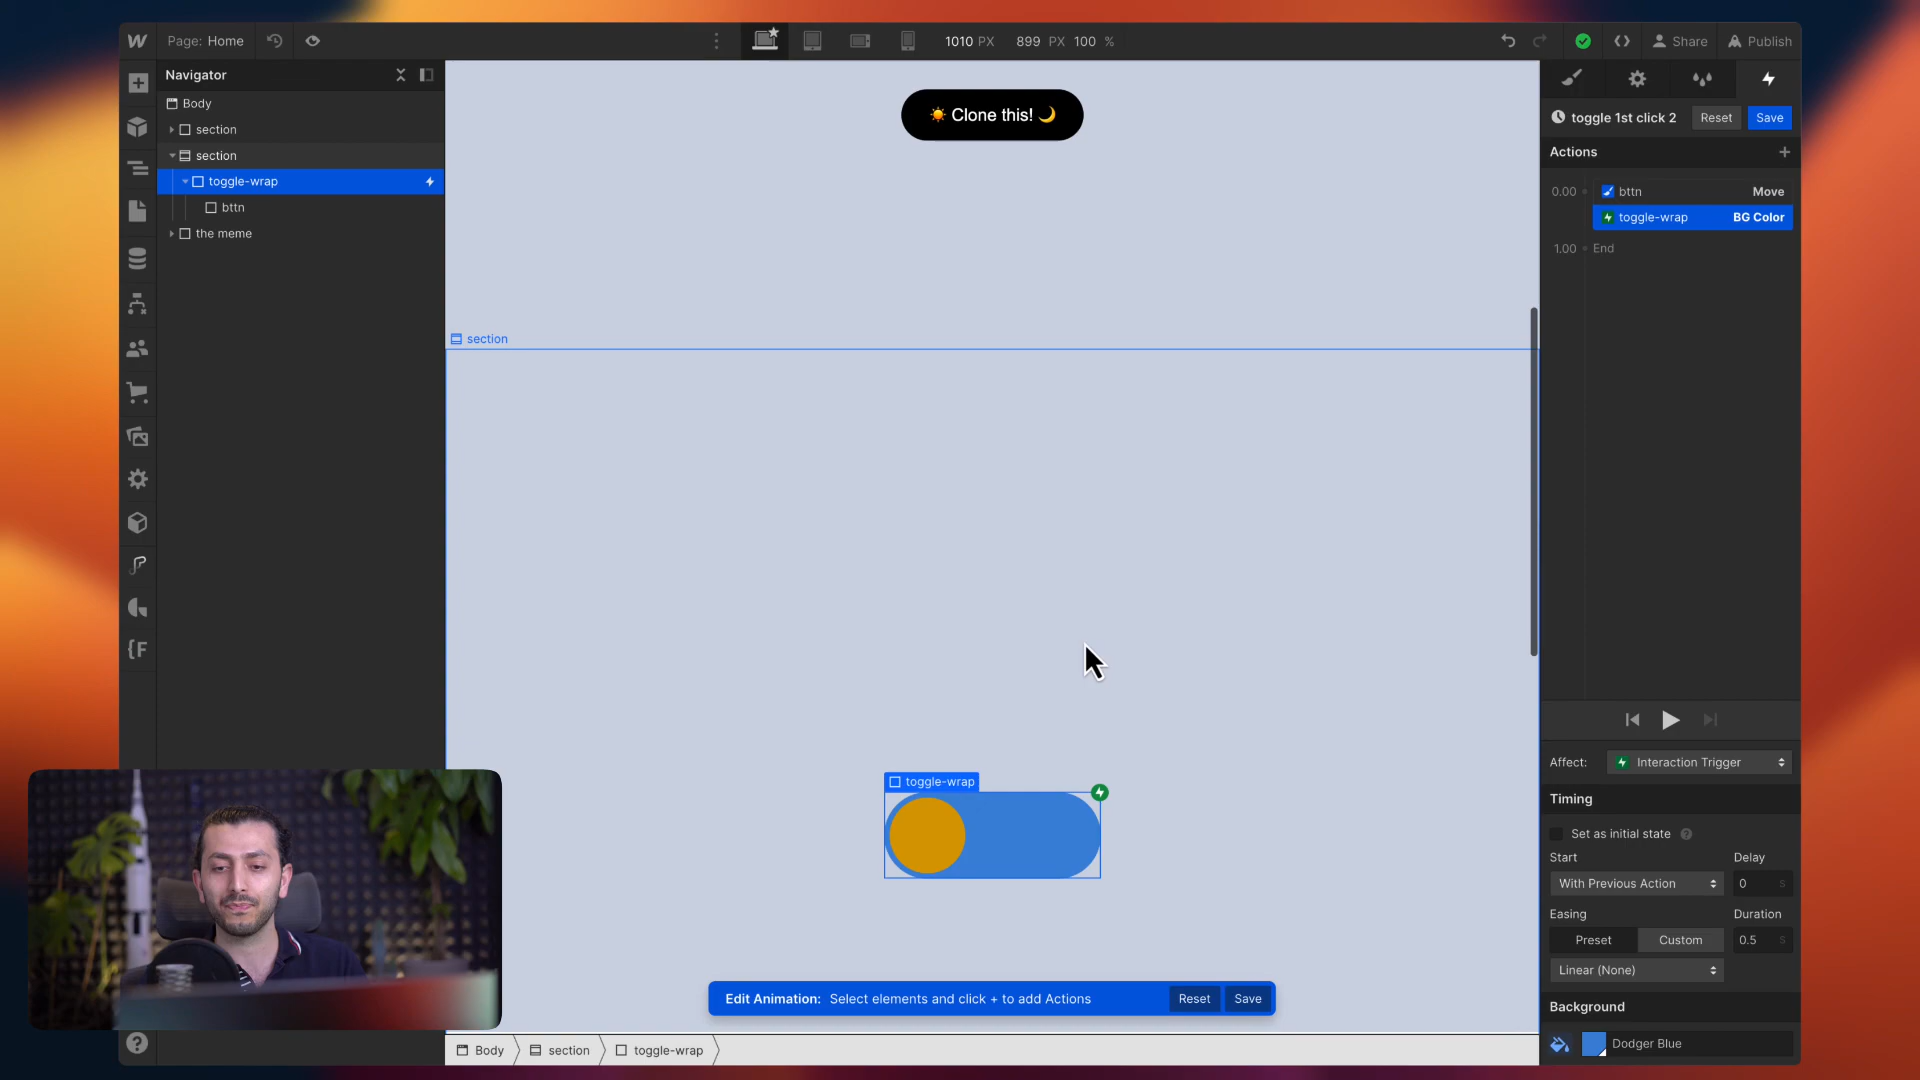 Page: Home
1010 PX 899 PX 100 %
Share
Publish
Navigator
Body
section
section
toggle-wrap
bttn
the meme
☀️ Clone this! 🌙
section
toggle-wrap
Edit Animation: Select elements and click + to add Actions
Reset
Save
Body
section
toggle-wrap
toggle 1st click 2
Reset
Save
Actions
0.00
bttn Move
toggle-wrap BG Color
1.00 End
Affect: Interaction Trigger
Timing
Set as initial state
Start Delay
With Previous Action 0 S
Easing Duration
Preset Custom 0.5 S
Linear (None)
Background
Dodger Blue